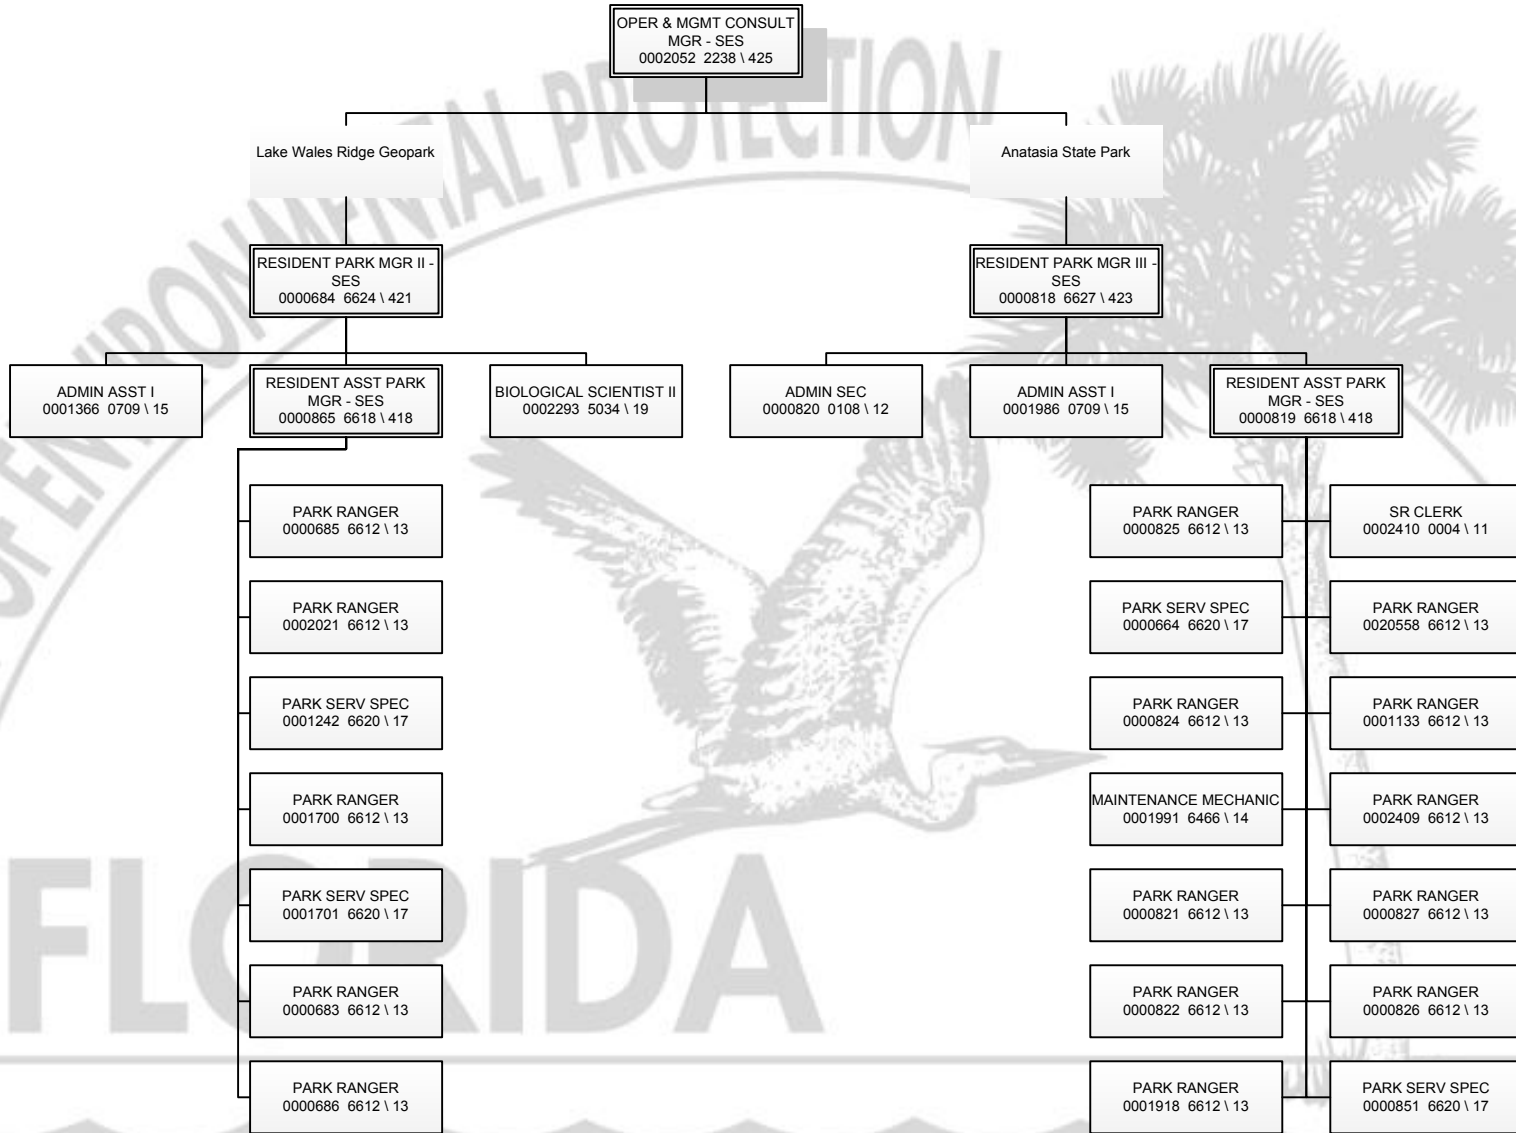 OPER & MGMT CONSULT
MGR - SES
0002052 2238 \ 425
Lake Wales Ridge Geopark
Anatasia State Park
RESIDENT PARK MGR II -
SES
0000684 6624 \ 421
RESIDENT PARK MGR III -
SES
0000818 6627 \ 423
ADMIN ASST I
0001366 0709 \ 15
RESIDENT ASST PARK
MGR - SES
0000865 6618 \ 418
BIOLOGICAL SCIENTIST II
0002293 5034 \ 19
ADMIN SEC
0000820 0108 \ 12
ADMIN ASST I
0001986 0709 \ 15
RESIDENT ASST PARK
MGR - SES
0000819 6618 \ 418
PARK RANGER
0000685 6612 \ 13
PARK RANGER
0002021 6612 \ 13
PARK SERV SPEC
0001242 6620 \ 17
PARK RANGER
0001700 6612 \ 13
PARK SERV SPEC
0001701 6620 \ 17
PARK RANGER
0000683 6612 \ 13
PARK RANGER
0000686 6612 \ 13
PARK RANGER
0000825 6612 \ 13
SR CLERK
0002410 0004 \ 11
PARK SERV SPEC
0000664 6620 \ 17
PARK RANGER
0020558 6612 \ 13
PARK RANGER
0000824 6612 \ 13
PARK RANGER
0001133 6612 \ 13
MAINTENANCE MECHANIC
0001991 6466 \ 14
PARK RANGER
0002409 6612 \ 13
PARK RANGER
0000821 6612 \ 13
PARK RANGER
0000827 6612 \ 13
PARK RANGER
0000822 6612 \ 13
PARK RANGER
0000826 6612 \ 13
PARK RANGER
0001918 6612 \ 13
PARK SERV SPEC
0000851 6620 \ 17
OF ENVIRONMENTAL PROTECTION
FLORIDA